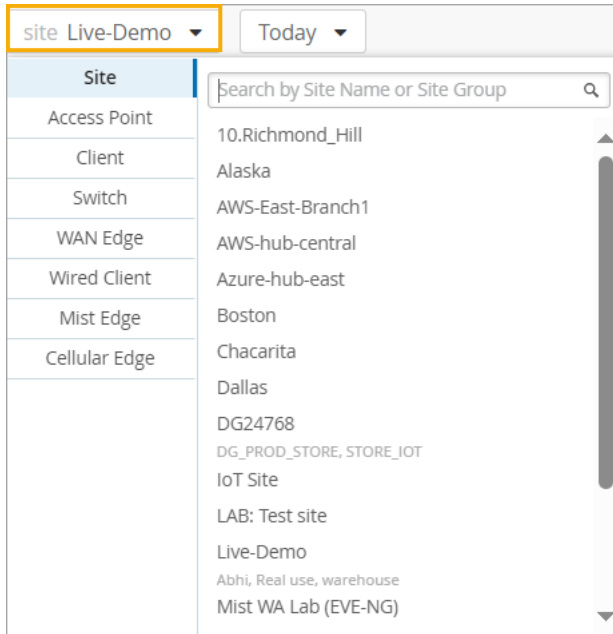 site Live-Demo
Today
Site
Access Point
Client
Switch
WAN Edge
Wired Client
Mist Edge
Cellular Edge
Search by Site Name or Site Group
10.Richmond_Hill
Alaska
AWS-East-Branch1
AWS-hub-central
Azure-hub-east
Boston
Chacarita
Dallas
DG24768
DG_PROD_STORE, STORE_IOT
IoT Site
LAB: Test site
Live-Demo
Abhi, Real use, warehouse
Mist WA Lab (EVE-NG)